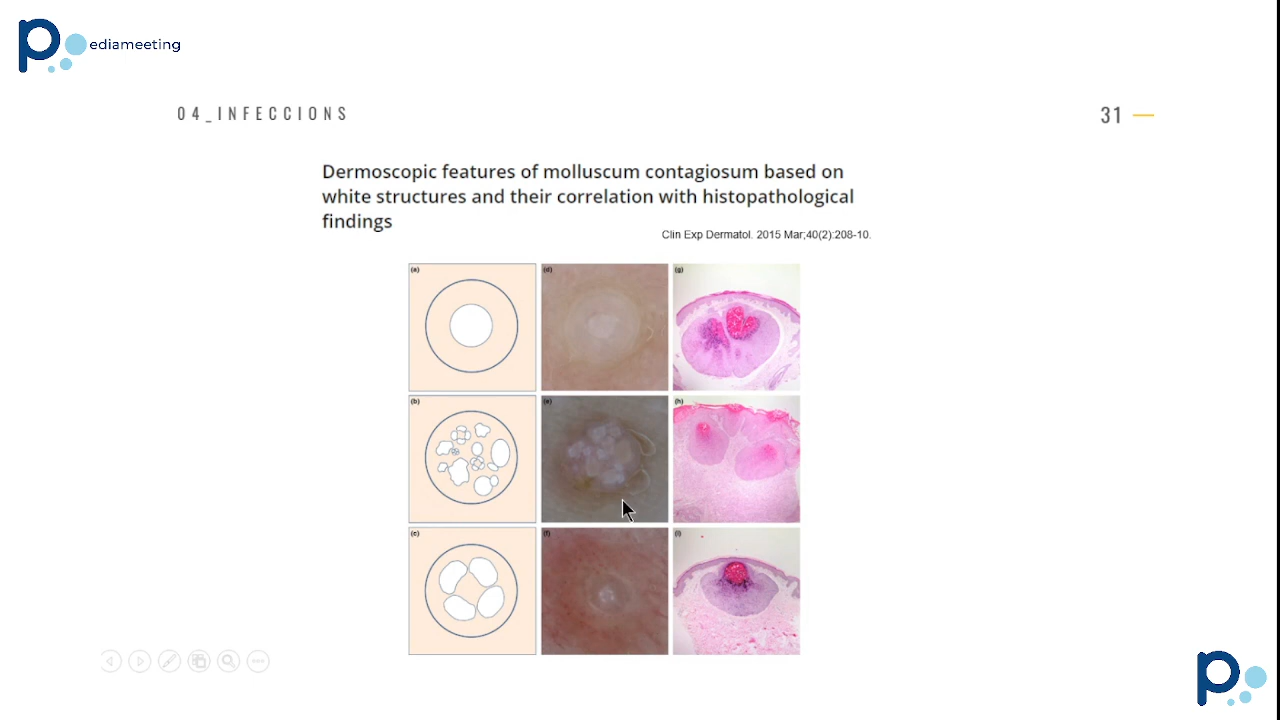 Pediameeting
04_INFECCIONS
31
Dermoscopic features of molluscum contagiosum based on
white structures and their correlation with histopathological
findings
Clin Exp Dermatol. 2015 Mar;40(2):208-10.
(a)
(d)
(g)
(b)
(e)
(h)
(c)
(f)
(i)
P